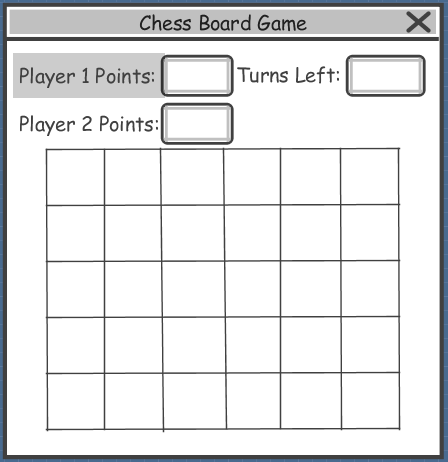 Chess Board Game
Player 1 Points: Turns Left:
Player 2 Points: